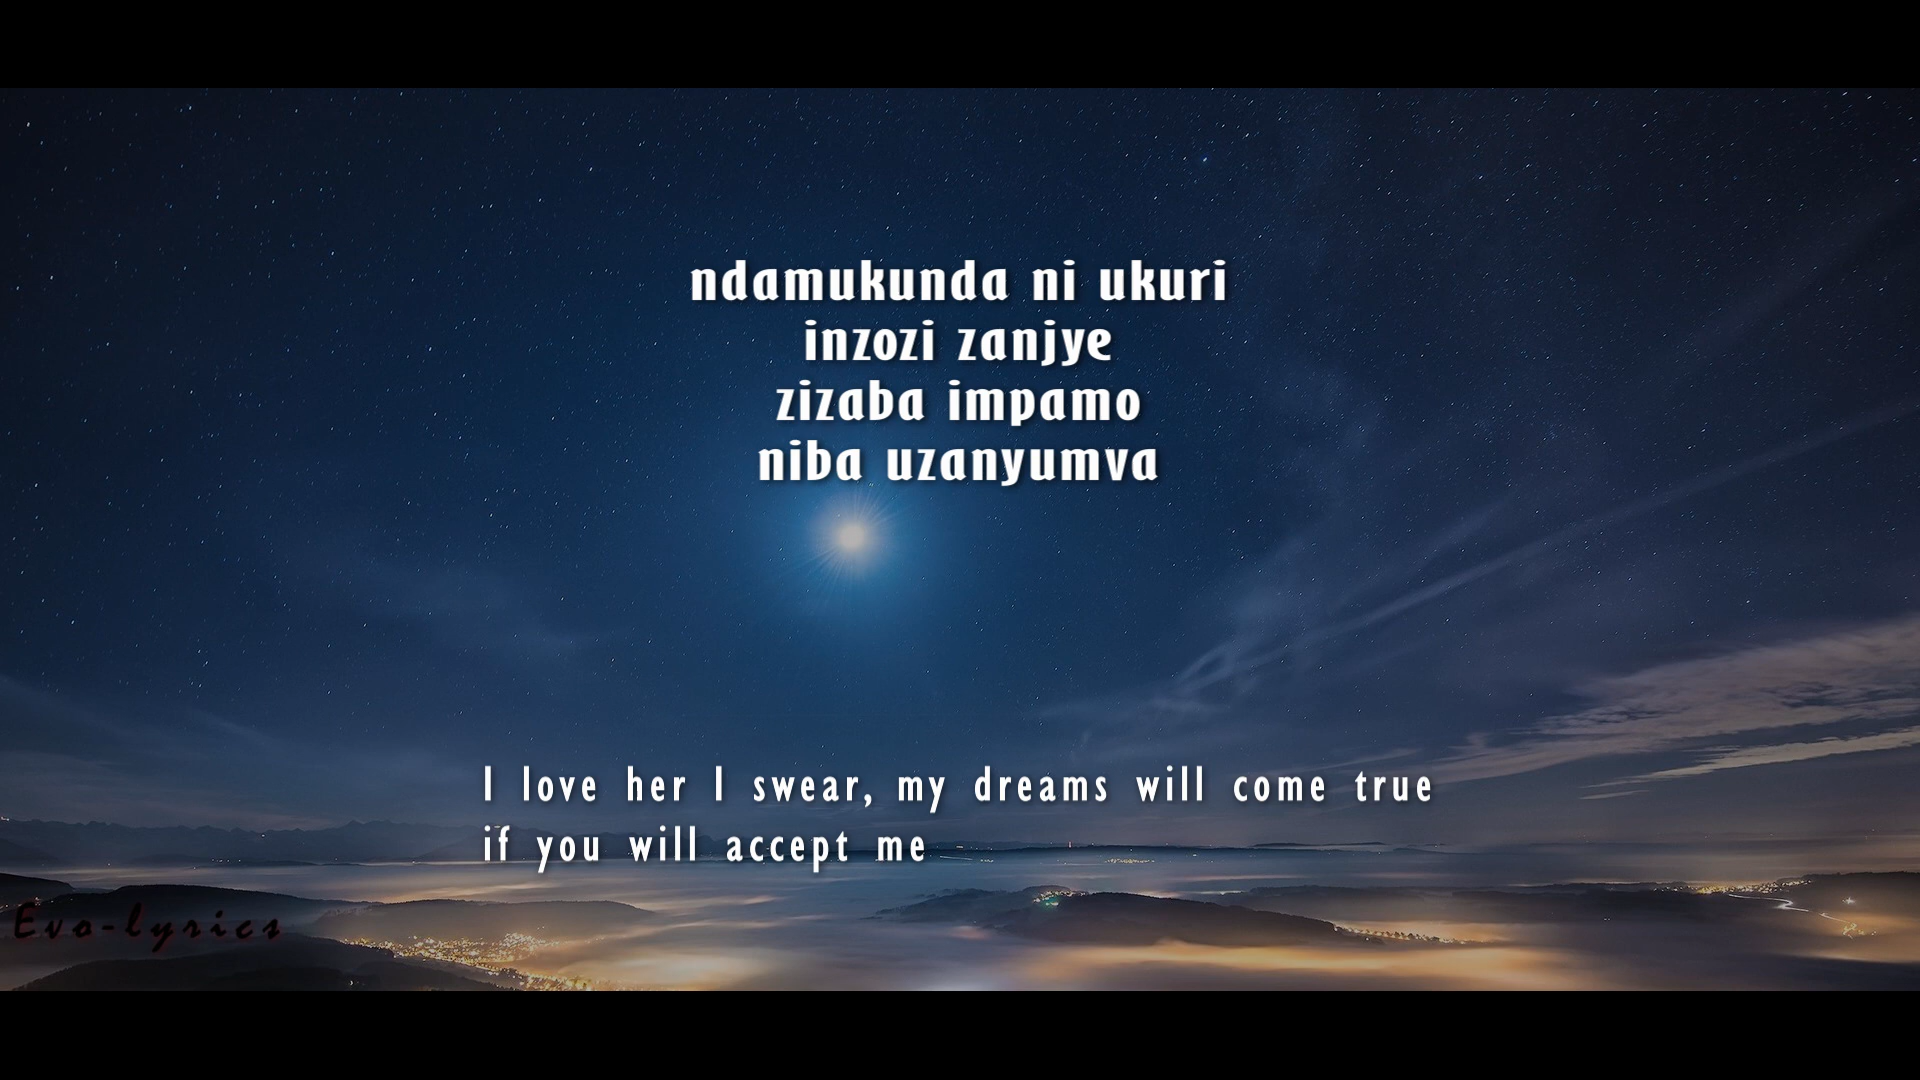 ndamukunda ni ukuri
inzozi zanjye
zizaba impamo
niba uzanyumva
I love her I swear, my dreams will come true
if you will accept me
Evo-lyrics